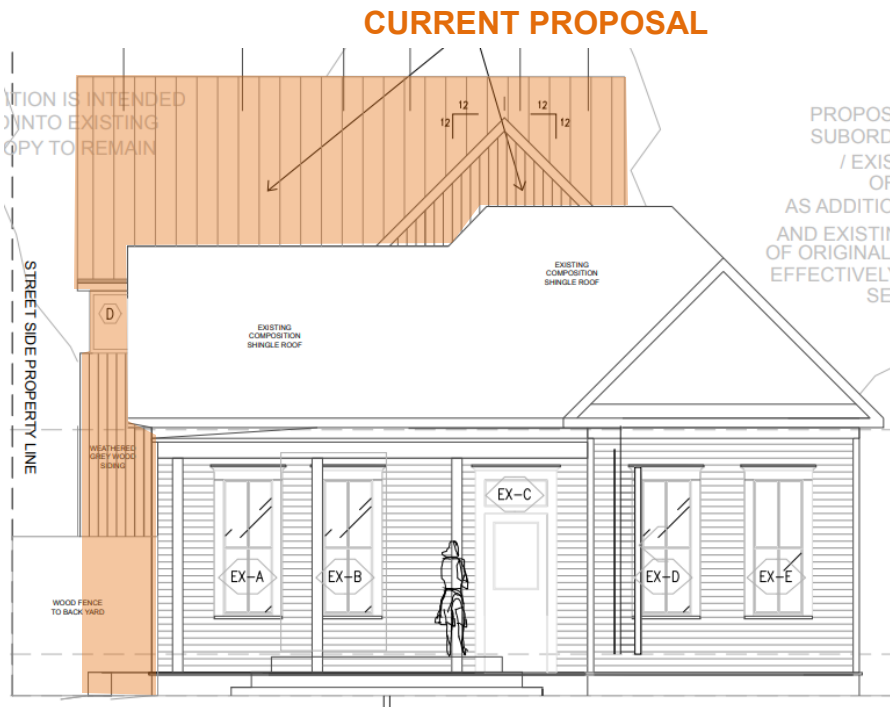 CURRENT PROPOSAL
TION IS INTENDED
INTO EXISTING
OPY TO REMAIN
12
12
12
12
PROPOS
SUBORD
/ EXIS
OF
AS ADDITIO
AND EXISTIN
OF ORIGINAL
EFFECTIVELY
SE
EXISTING
COMPOSITION
SHINGLE ROOF
EXISTING
COMPOSITION
SHINGLE ROOF
D
STREET SIDE PROPERTY LINE
WEATHERED
GREY WOOD
SIDING
EX-C
EX-A
EX-B
EX-D
EX-E
WOOD FENCE
TO BACK YARD